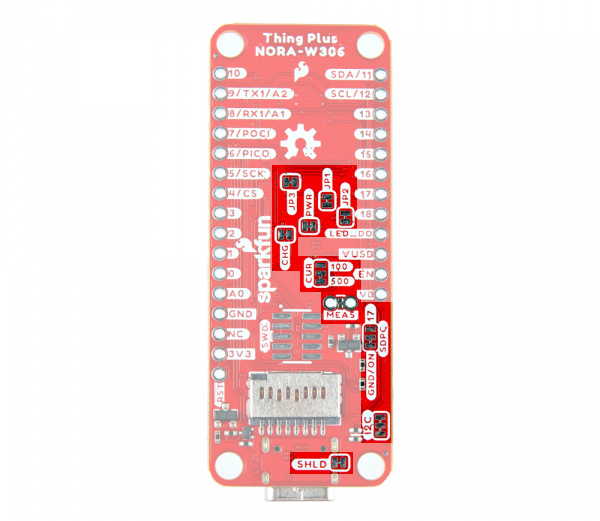 Thing Plus
NORA-W306
10
SDA/11
9/TX1/A2
SCL/12
8/RX1/A1
13
7/POCI
14
6/PICO
15
5/SCK
16
4/CS
17
3
18
2
LED_DO
1
VUSB
0
EN
A0
VB
GND
NC
3V3
RST
JP1
JP2
JP3
PWR
CHG
sparkfun
CUR
100
500
MEAS
SWD
17
SDPC
GND/ON
I2C
SHLD